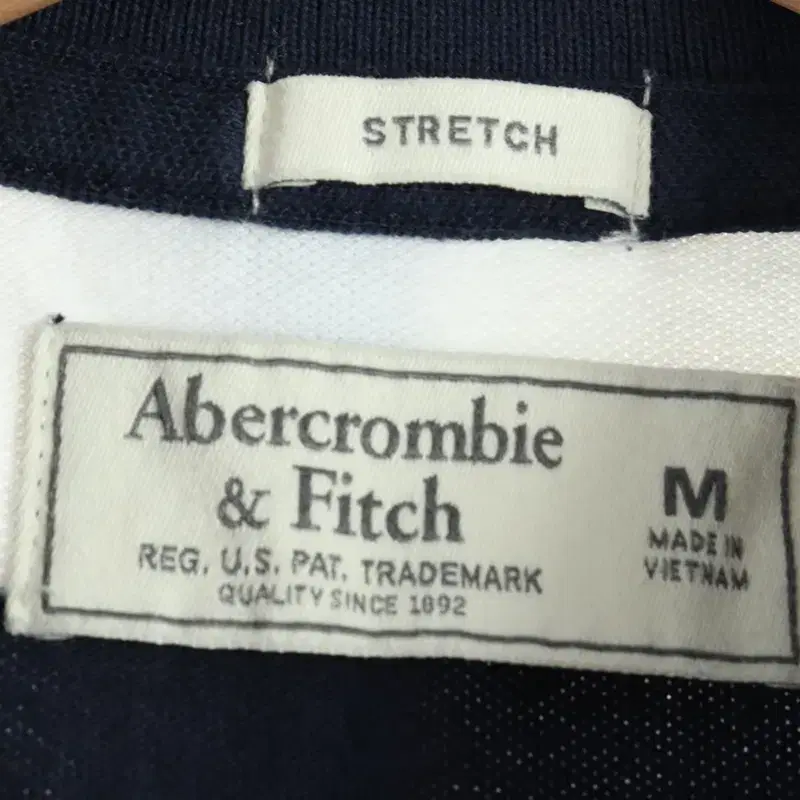 STRETCH
Abercrombie
& Fitch
REG. U.S. PAT. TRADEMARK
QUALITY SINCE 1892
M
MADE IN
VIETNAM